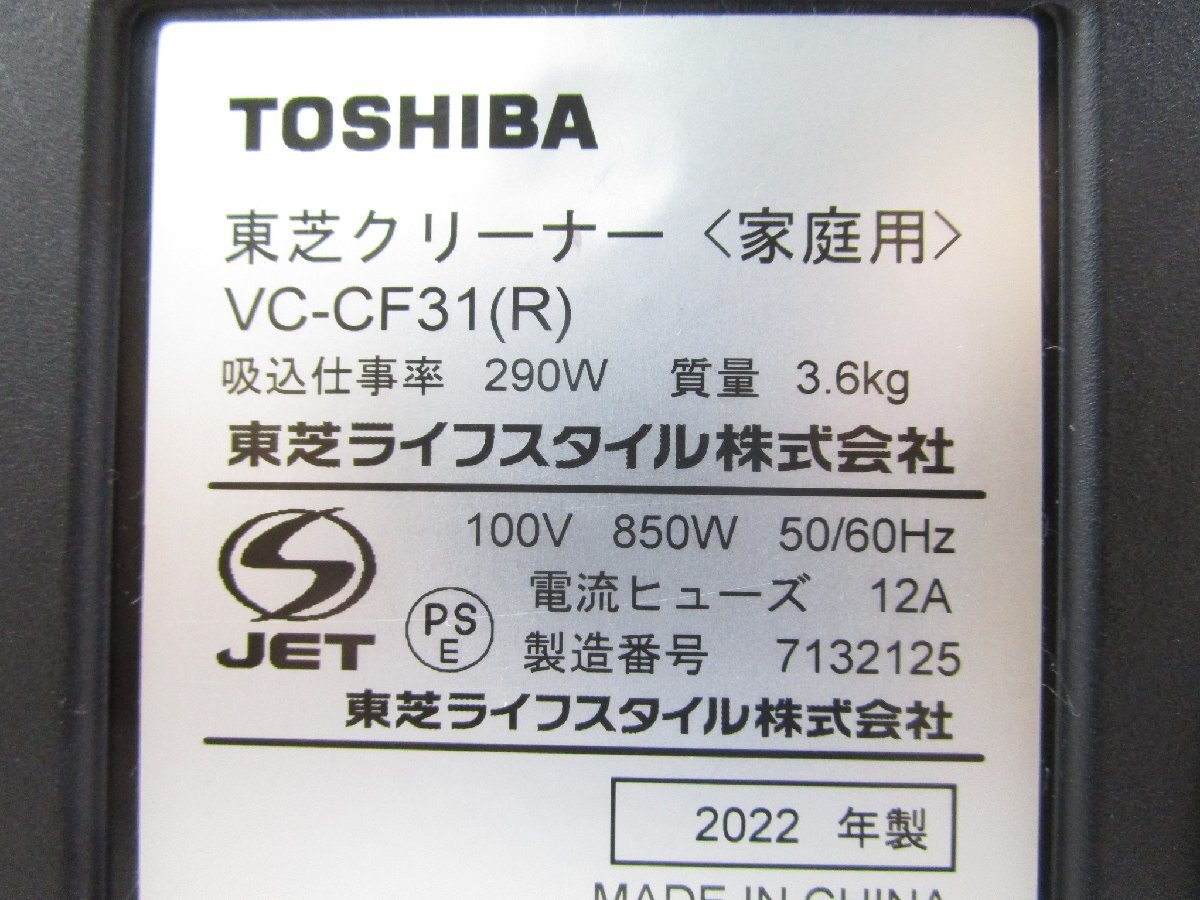 TOSHIBA
東芝クリーナー〈家庭用〉
VC-CF31(R)
吸込仕事率 290W 質量 3.6kg
東芝ライフスタイル株式会社
100V 850W 50/60Hz
電流ヒューズ 12A
JET
PS
E
製造番号 7132125
東芝ライフスタイル株式会社
2022 年製
MADE IN CHINA